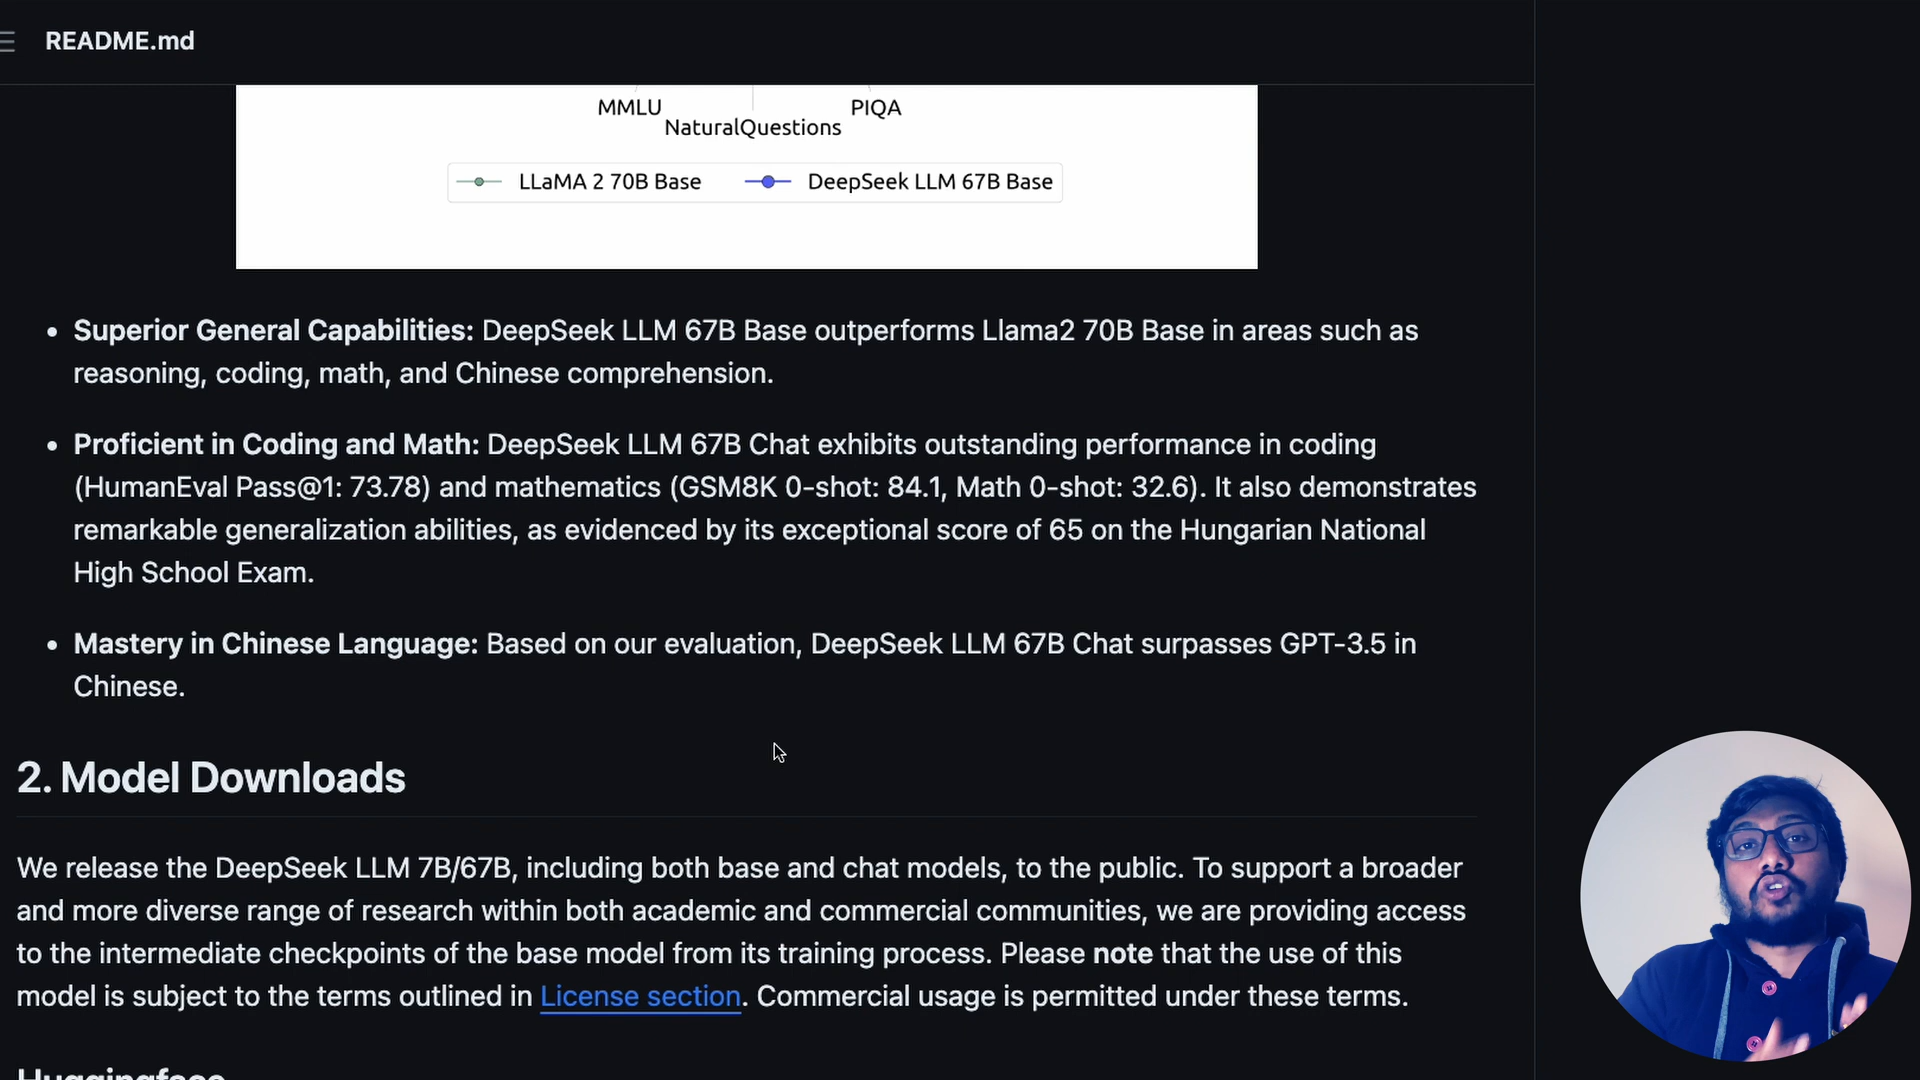 README.md
MMLU
PIQA
NaturalQuestions
LLaMA 2 70B Base
DeepSeek LLM 67B Base
Superior General Capabilities: DeepSeek LLM 67B Base outperforms Llama2 70B Base in areas such as
reasoning, coding, math, and Chinese comprehension.
Proficient in Coding and Math: DeepSeek LLM 67B Chat exhibits outstanding performance in coding
(HumanEval Pass@1: 73.78) and mathematics (GSM8K 0-shot: 84.1, Math 0-shot: 32.6). It also demonstrates
remarkable generalization abilities, as evidenced by its exceptional score of 65 on the Hungarian National
High School Exam.
Mastery in Chinese Language: Based on our evaluation, DeepSeek LLM 67B Chat surpasses GPT-3.5 in
Chinese.
2. Model Downloads
We release the DeepSeek LLM 7B/67B, including both base and chat models, to the public. To support a broader
and more diverse range of research within both academic and commercial communities, we are providing access
to the intermediate checkpoints of the base model from its training process. Please note that the use of this
model is subject to the terms outlined in License section. Commercial usage is permitted under these terms.
Huggingface